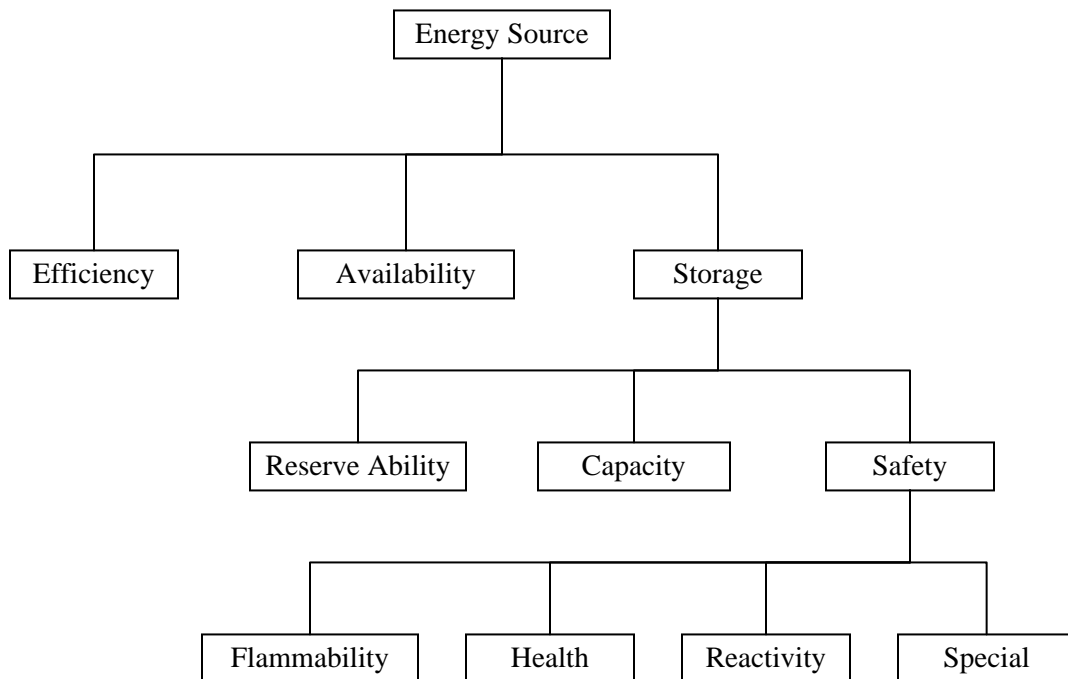 Energy Source
Efficiency
Availability
Storage
Reserve Ability
Capacity
Safety
Flammability
Health
Reactivity
Special